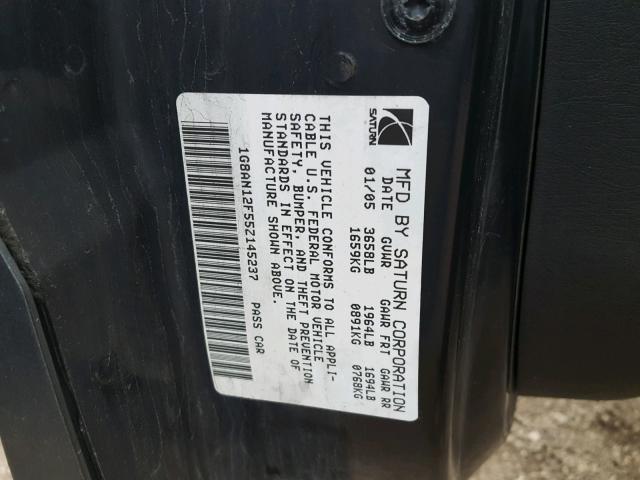 SATURN
MFD BY SATURN CORPORATION
DATE GVWR GAWR FRT GAWR RR
01/05 3658LB 1964LB 1694LB
1659KG 0891KG 0768KG
THIS VEHICLE CONFORMS TO ALL APPLI-
CABLE U.S. FEDERAL MOTOR VEHICLE
SAFETY, BUMPER, AND THEFT PREVENTION
STANDARDS IN EFFECT ON THE DATE OF
MANUFACTURE SHOWN ABOVE.
1G8AN12F55Z145237 PASS CAR